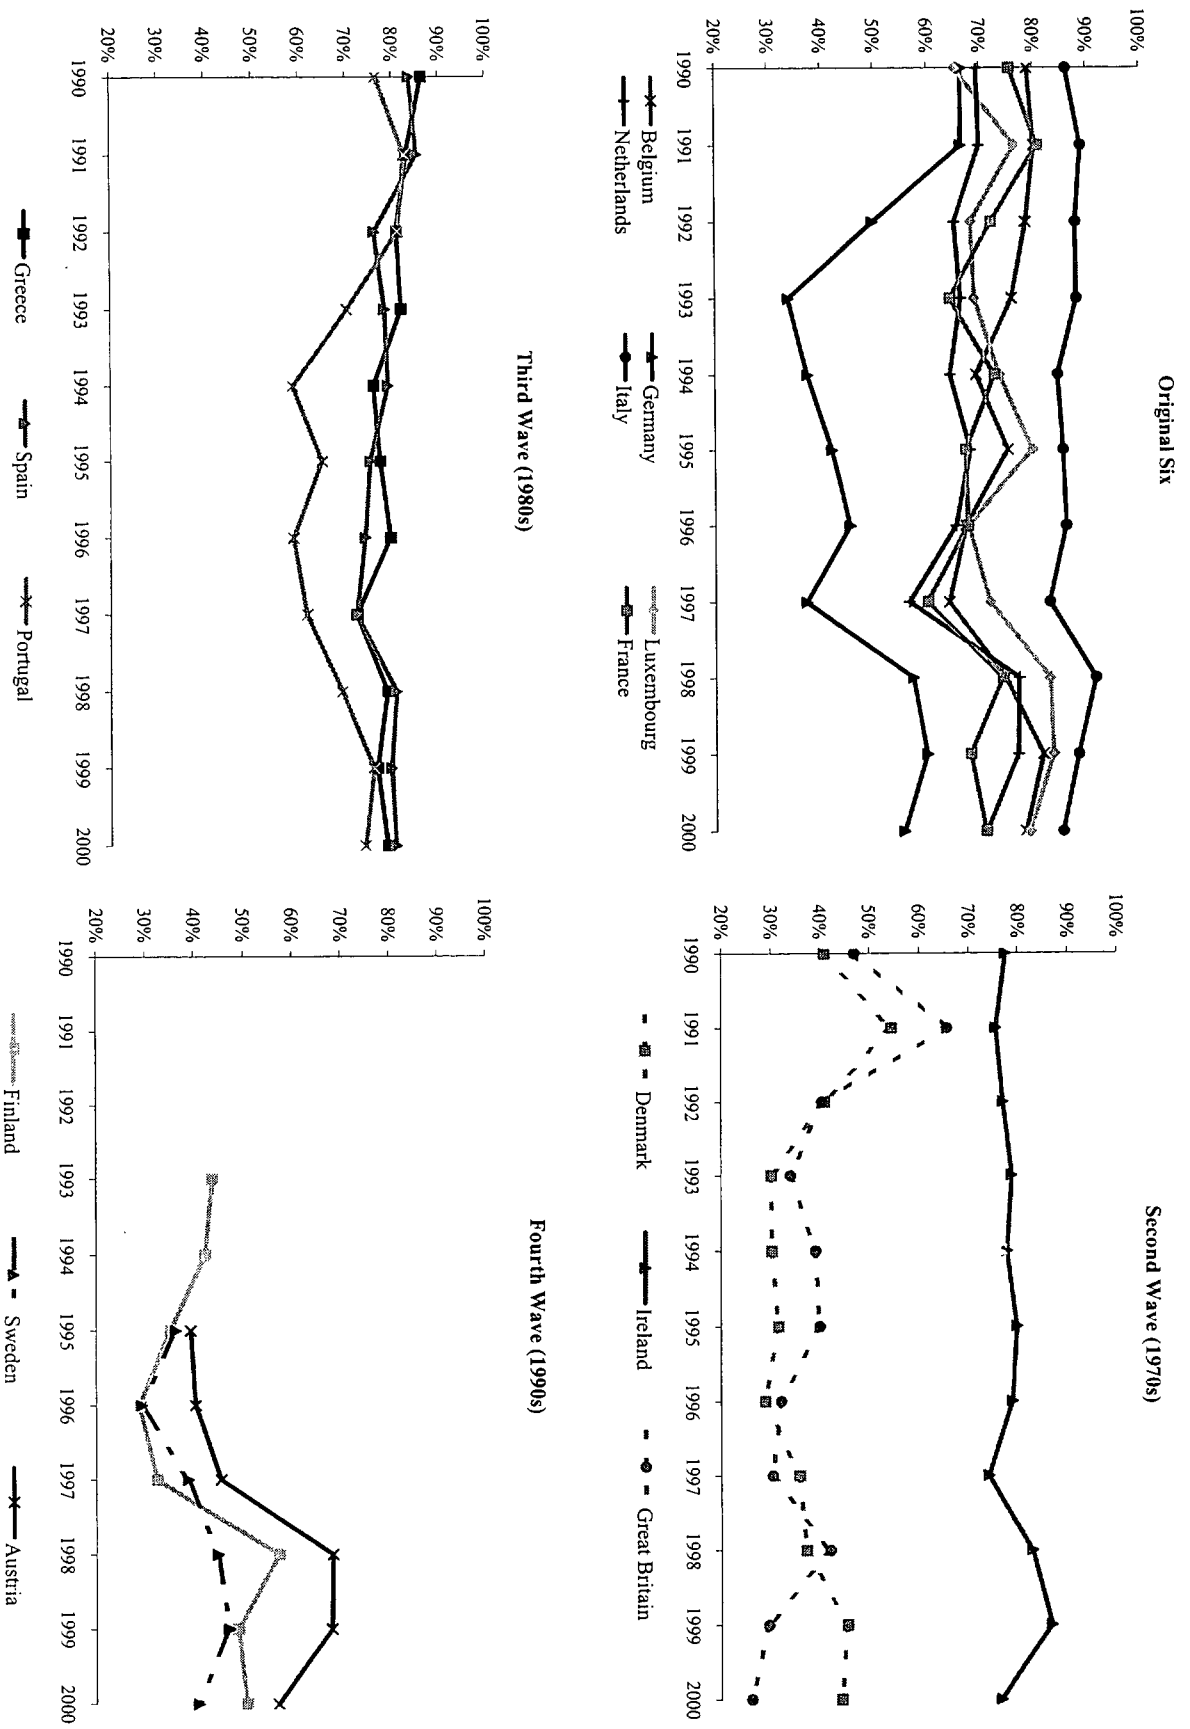 Original Six
100%
90%
80%
70%
60%
50%
40%
30%
20%
1990 1991 1992 1993 1994 1995 1996 1997 1998 1999 2000
Belgium Germany Luxembourg
Netherlands Italy France
Second Wave (1970s)
100%
90%
80%
70%
60%
50%
40%
30%
20%
1990 1991 1992 1993 1994 1995 1996 1997 1998 1999 2000
Denmark Ireland Great Britain
Third Wave (1980s)
100%
90%
80%
70%
60%
50%
40%
30%
20%
1990 1991 1992 1993 1994 1995 1996 1997 1998 1999 2000
Greece Spain Portugal
Fourth Wave (1990s)
100%
90%
80%
70%
60%
50%
40%
30%
20%
1990 1991 1992 1993 1994 1995 1996 1997 1998 1999 2000
Finland Sweden Austria